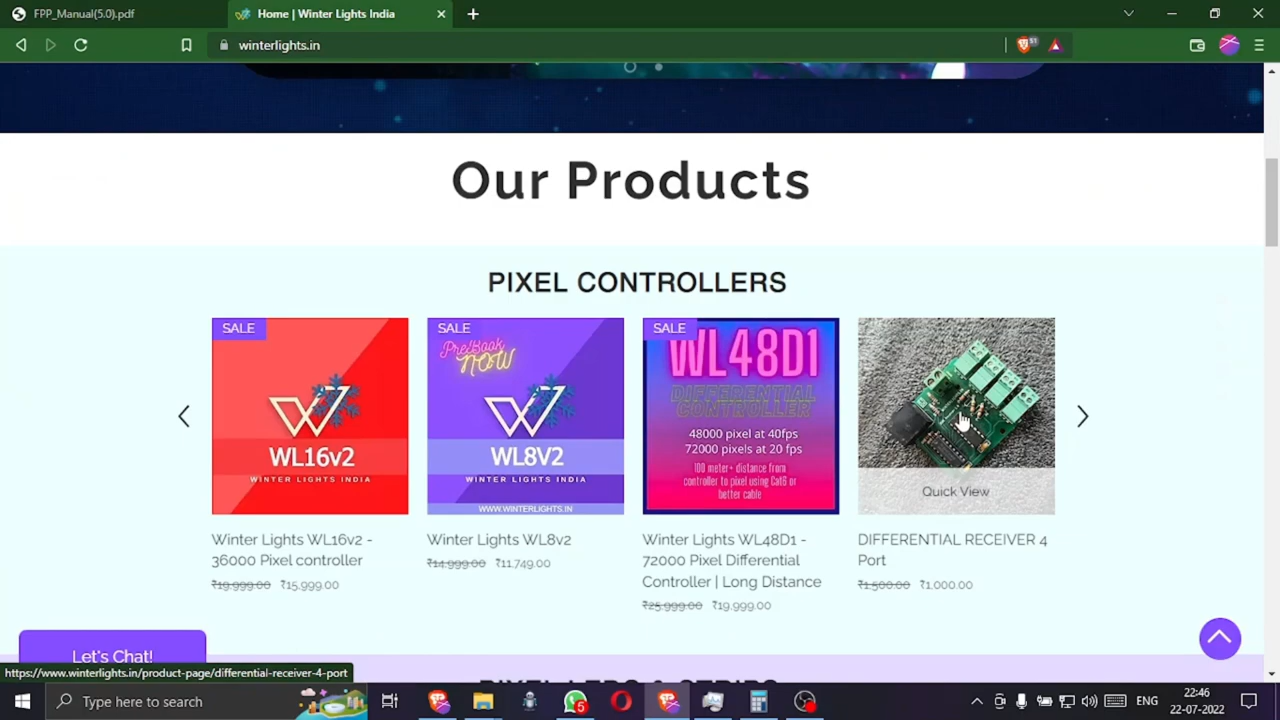 FPP_Manual(5.0).pdf
Home | Winter Lights India
winterlights.in
51
Our Products
PIXEL CONTROLLERS
SALE
WL16v2
WINTER LIGHTS INDIA
Winter Lights WL16v2 -
36000 Pixel controller
₹19,999.00 ₹15,999.00
SALE
Pre-Book
NOW
WL8V2
WINTER LIGHTS INDIA
WWW.WINTERLIGHTS.IN
Winter Lights WL8v2
₹14,999.00 ₹11,749.00
SALE
WL48D1
DIFFERENTIAL
CONTROLLER
48000 pixel at 40fps
72000 pixels at 20 fps
100 meter+ distance from
controller to pixel using Cat6 or
better cable
Winter Lights WL48D1 -
72000 Pixel Differential
Controller | Long Distance
₹25,999.00 ₹19,999.00
Quick View
DIFFERENTIAL RECEIVER 4
Port
₹1,500.00 ₹1,000.00
Let's Chat!
https://www.winterlights.in/product-page/differential-receiver-4-port
Type here to search
5
ENG
22:46
22-07-2022